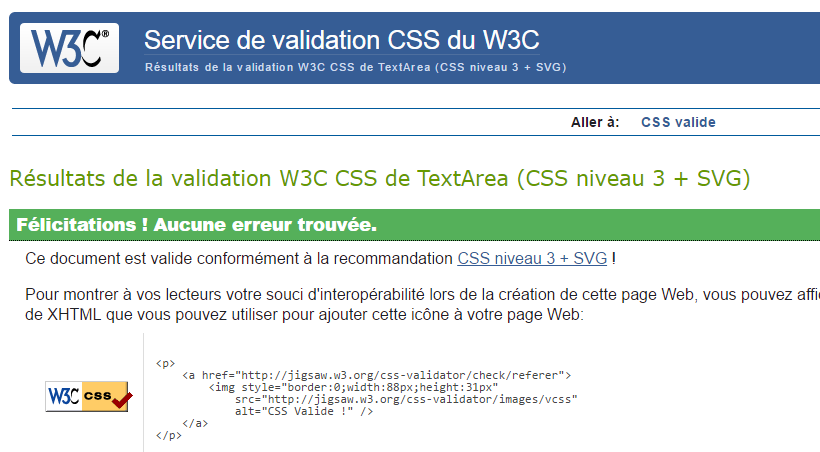 W3C®
Service de validation CSS du W3C
Résultats de la validation W3C CSS de TextArea (CSS niveau 3 + SVG)
Aller à: CSS valide
Résultats de la validation W3C CSS de TextArea (CSS niveau 3 + SVG)
Félicitations ! Aucune erreur trouvée.
Ce document est valide conformément à la recommandation CSS niveau 3 + SVG !
Pour montrer à vos lecteurs votre souci d'interopérabilité lors de la création de cette page Web, vous pouvez
de XHTML que vous pouvez utiliser pour ajouter cette icône à votre page Web:
W3C css
<p>
<a href="http://jigsaw.w3.org/css-validator/check/referer">
<img style="border:0;width:88px;height:31px"
src="http://jigsaw.w3.org/css-validator/images/vcss"
alt="CSS Valide !" />
</a>
</p>